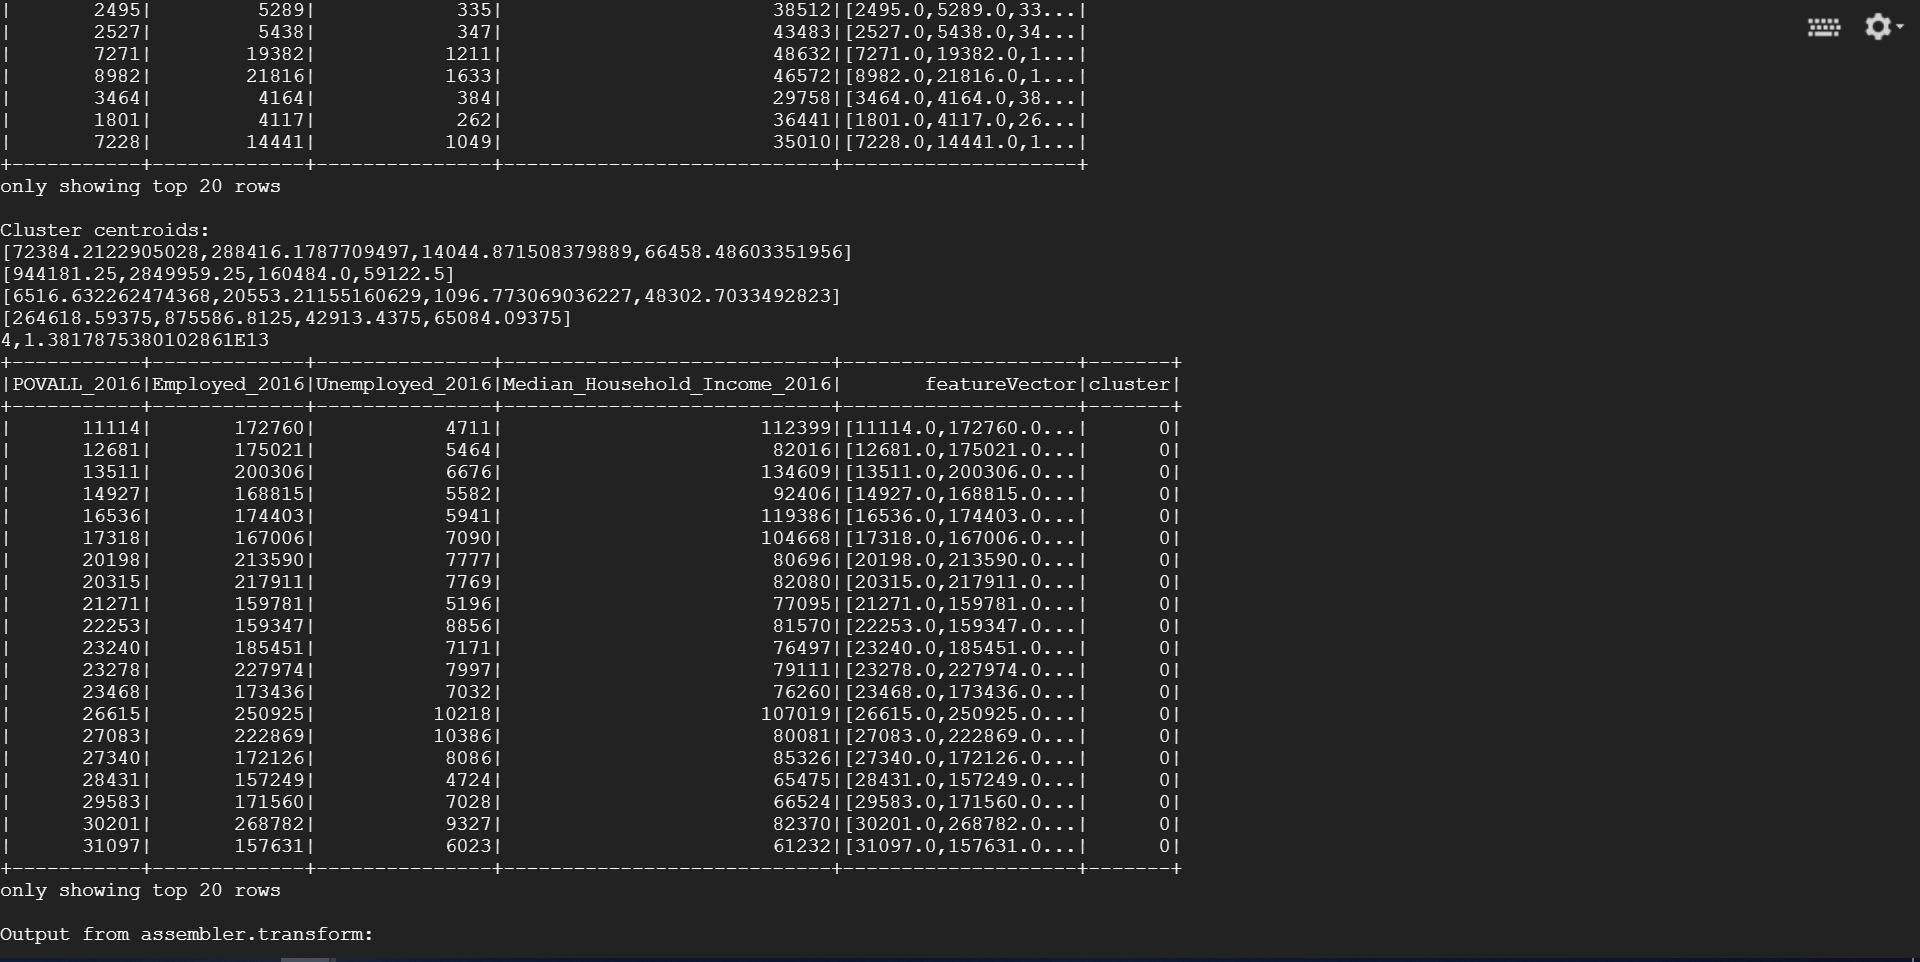 |       2495|         5289|            335|                      38512|[2495.0,5289.0,33...|
|       2527|         5438|            347|                      43483|[2527.0,5438.0,34...|
|       7271|        19382|           1211|                      48632|[7271.0,19382.0,1...|
|       8982|        21816|           1633|                      46572|[8982.0,21816.0,1...|
|       3464|         4164|            384|                      29758|[3464.0,4164.0,38...|
|       1801|         4117|            262|                      36441|[1801.0,4117.0,26...|
|       7228|        14441|           1049|                      35010|[7228.0,14441.0,1...|
+-----------+-------------+---------------+---------------------------+--------------------+
only showing top 20 rows

Cluster centroids:
[72384.2122905028,288416.1787709497,14044.871508379889,66458.48603351956]
[944181.25,2849959.25,160484.0,59122.5]
[6516.632262474368,20553.21155160629,1096.773069036227,48302.7033492823]
[264618.59375,875586.8125,42913.4375,65084.09375]
4,1.3817875380102861E13
+-----------+-------------+---------------+---------------------------+--------------------+-------+
|POVALL_2016|Employed_2016|Unemployed_2016|Median_Household_Income_2016|       featureVector|cluster|
+-----------+-------------+---------------+---------------------------+--------------------+-------+
|      11114|       172760|           4711|                     112399|[11114.0,172760.0...|      0|
|      12681|       175021|           5464|                      82016|[12681.0,175021.0...|      0|
|      13511|       200306|           6676|                     134609|[13511.0,200306.0...|      0|
|      14927|       168815|           5582|                      92406|[14927.0,168815.0...|      0|
|      16536|       174403|           5941|                     119386|[16536.0,174403.0...|      0|
|      17318|       167006|           7090|                     104668|[17318.0,167006.0...|      0|
|      20198|       213590|           7777|                      80696|[20198.0,213590.0...|      0|
|      20315|       217911|           7769|                      82080|[20315.0,217911.0...|      0|
|      21271|       159781|           5196|                      77095|[21271.0,159781.0...|      0|
|      22253|       159347|           8856|                      81570|[22253.0,159347.0...|      0|
|      23240|       185451|           7171|                      76497|[23240.0,185451.0...|      0|
|      23278|       227974|           7997|                      79111|[23278.0,227974.0...|      0|
|      23468|       173436|           7032|                      76260|[23468.0,173436.0...|      0|
|      26615|       250925|          10218|                     107019|[26615.0,250925.0...|      0|
|      27083|       222869|          10386|                      80081|[27083.0,222869.0...|      0|
|      27340|       172126|           8086|                      85326|[27340.0,172126.0...|      0|
|      28431|       157249|           4724|                      65475|[28431.0,157249.0...|      0|
|      29583|       171560|           7028|                      66524|[29583.0,171560.0...|      0|
|      30201|       268782|           9327|                      82370|[30201.0,268782.0...|      0|
|      31097|       157631|           6023|                      61232|[31097.0,157631.0...|      0|
+-----------+-------------+---------------+---------------------------+--------------------+-------+
only showing top 20 rows

Output from assembler.transform: